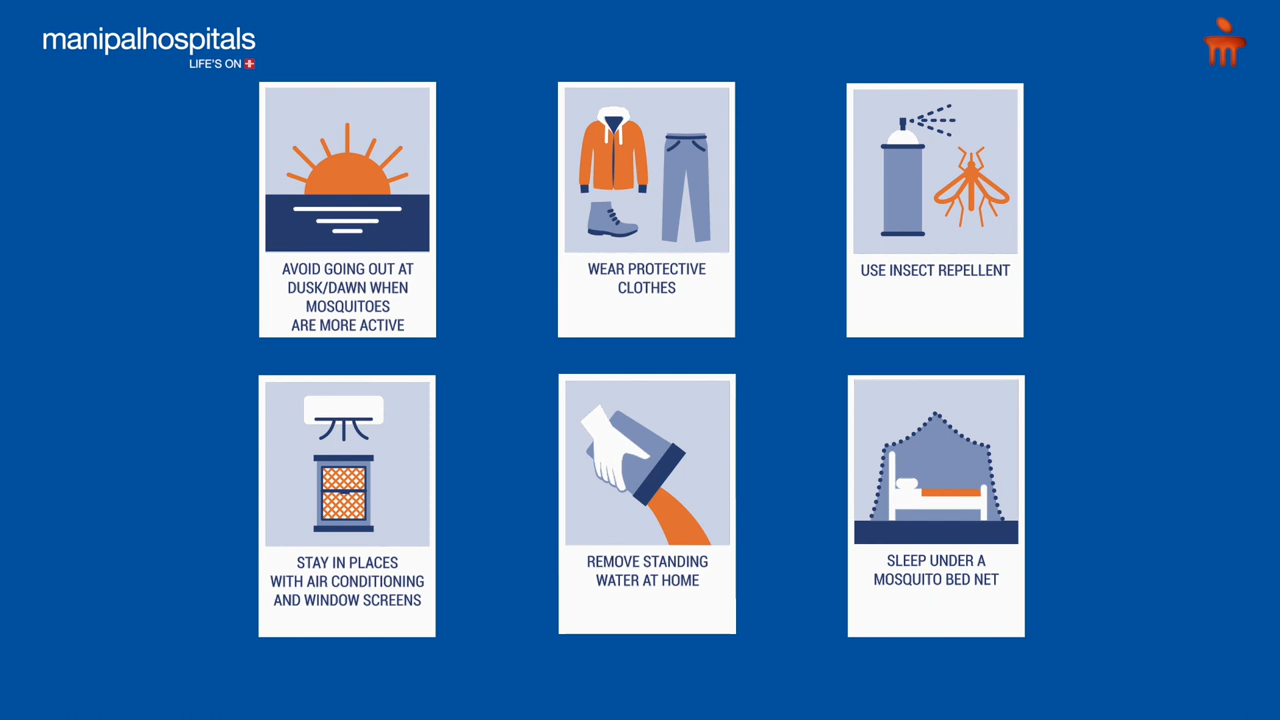 manipalhospitals
LIFE'S ON
AVOID GOING OUT AT
DUSK/DAWN WHEN
MOSQUITOES
ARE MORE ACTIVE
WEAR PROTECTIVE
CLOTHES
USE INSECT REPELLENT
STAY IN PLACES
WITH AIR CONDITIONING
AND WINDOW SCREENS
REMOVE STANDING
WATER AT HOME
SLEEP UNDER A
MOSQUITO BED NET